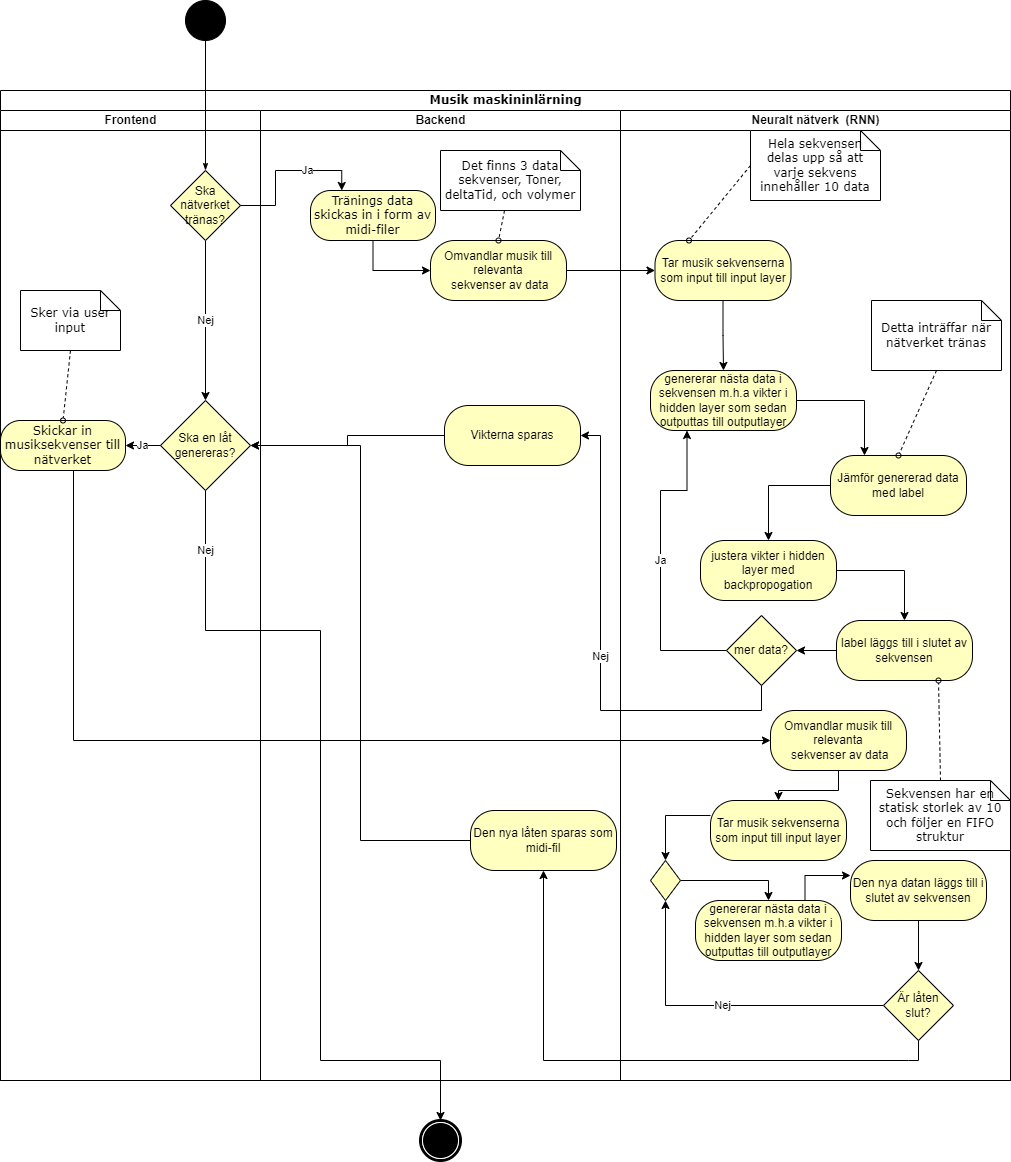 Musik maskininlärning
Frontend
Backend
Neuralt nätverk (RNN)
Ska
nätverket
tränas?
Ja
Tränings data
skickas in i form av
midi-filer
Det finns 3 data
sekvenser, Toner,
deltaTid, och volymer
Omvandlar musik till
relevanta
sekvenser av data
Hela sekvensen
delas upp så att
varje sekvens
innehåller 10 data
Tar musik sekvenserna
som input till input layer
Nej
Sker via user
input
Detta inträffar när
nätverket tränas
genererar nästa data i
sekvensen m.h.a vikter i
hidden layer som sedan
outputtas till outputlayer
Skickar in
musiksekvenser till
nätverket
Ja
Ska en låt
genereras?
Vikterna sparas
Jämför genererad data
med label
Nej
Ja
justera vikter i hidden
layer med
backpropogation
label läggs till i slutet av
sekvensen
mer data?
Nej
Omvandlar musik till
relevanta
sekvenser av data
Sekvensen har en
statisk storlek av 10
och följer en FIFO
struktur
Tar musik sekvenserna
som input till input layer
Den nya låten sparas som
midi-fil
Den nya datan läggs till i
slutet av sekvensen
genererar nästa data i
sekvensen m.h.a vikter i
hidden layer som sedan
outputtas till outputlayer
Nej
Är låten
slut?